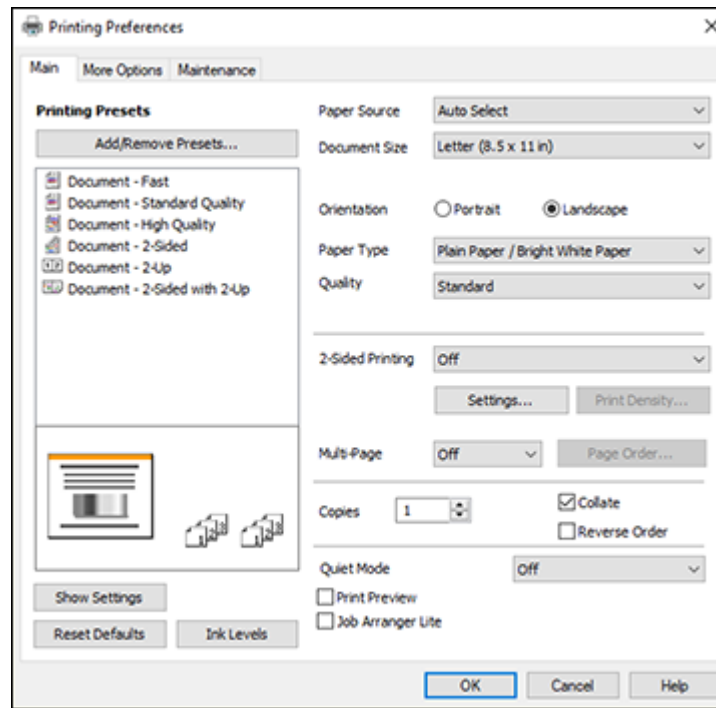 Printing Preferences
Main More Options Maintenance
Printing Presets
Add/Remove Presets...
Document - Fast
Document - Standard Quality
Document - High Quality
Document - 2-Sided
Document - 2-Up
Document - 2-Sided with 2-Up
Show Settings
Reset Defaults Ink Levels
Paper Source Auto Select
Document Size Letter (8.5 x 11 in)
Orientation Portrait Landscape
Paper Type Plain Paper / Bright White Paper
Quality Standard
2-Sided Printing Off
Settings... Print Density...
Multi-Page Off Page Order...
Copies 1 Collate
Reverse Order
Quiet Mode Off
Print Preview
Job Arranger Lite
OK Cancel Help